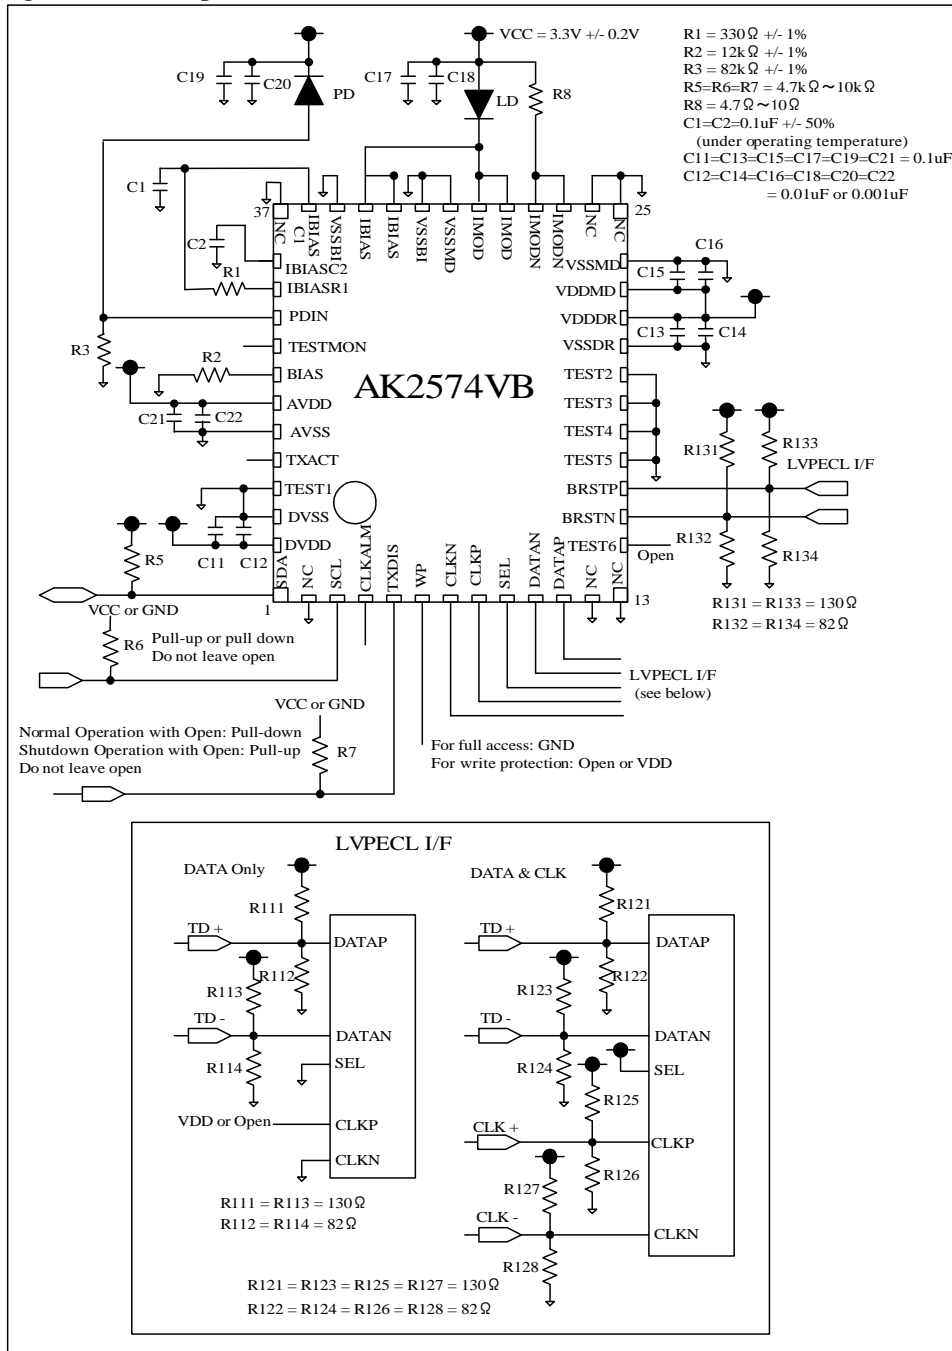 VCC = 3.3V +/- 0.2V
R1 = 330Ω +/- 1%
R2 = 12kΩ +/- 1%
R3 = 82kΩ +/- 1%
R5=R6=R7 = 4.7kΩ~10kΩ
R8 = 4.7Ω~10Ω
C1=C2=0.1uF +/- 50%
(under operating temperature)
C11=C13=C15=C17=C19=C21 = 0.1uF
C12=C14=C16=C18=C20=C22
= 0.01uF or 0.001uF
C19
C20
PD
C17
C18
LD
R8
C1
37
NC
IBIAS
C1
VSSBI
IBIAS
IBIAS
VSSBI
VSSMD
IMOD
IMOD
IMODN
IMODN
NC
NC
25
C2
IBIASC2
R1
IBIASR1
PDIN
R3
TESTMON
R2
BIAS
AVDD
C21
C22
AVSS
TXACT
TEST1
DVSS
DVDD
C11
C12
R5
AK2574VB
VSSMD
C15
C16
VDDMD
VDDDR
C13
C14
VSSDR
TEST2
TEST3
TEST4
TEST5
BRSTP
BRSTN
TEST6
Open
R131
R133
LVPECL I/F
R132
R134
R131 = R133 = 130Ω
R132 = R134 = 82Ω
SDA
NC
SCL
CLKALM
TXDIS
WP
CLKN
CLKP
SEL
DATAN
DATAP
NC
NC
1
13
VCC or GND
R6
Pull-up or pull down
Do not leave open
LVPECL I/F
(see below)
VCC or GND
R7
Normal Operation with Open: Pull-down
Shutdown Operation with Open: Pull-up
Do not leave open
For full access: GND
For write protection: Open or VDD
LVPECL I/F
DATA Only
R111
TD +
DATAP
R112
R113
TD -
DATAN
R114
SEL
VDD or Open
CLKP
CLKN
R111 = R113 = 130Ω
R112 = R114 = 82Ω
DATA & CLK
R121
TD +
DATAP
R122
R123
TD -
DATAN
R124
SEL
R125
CLK +
CLKP
R126
R127
CLK -
CLKN
R128
R121 = R123 = R125 = R127 = 130Ω
R122 = R124 = R126 = R128 = 82Ω